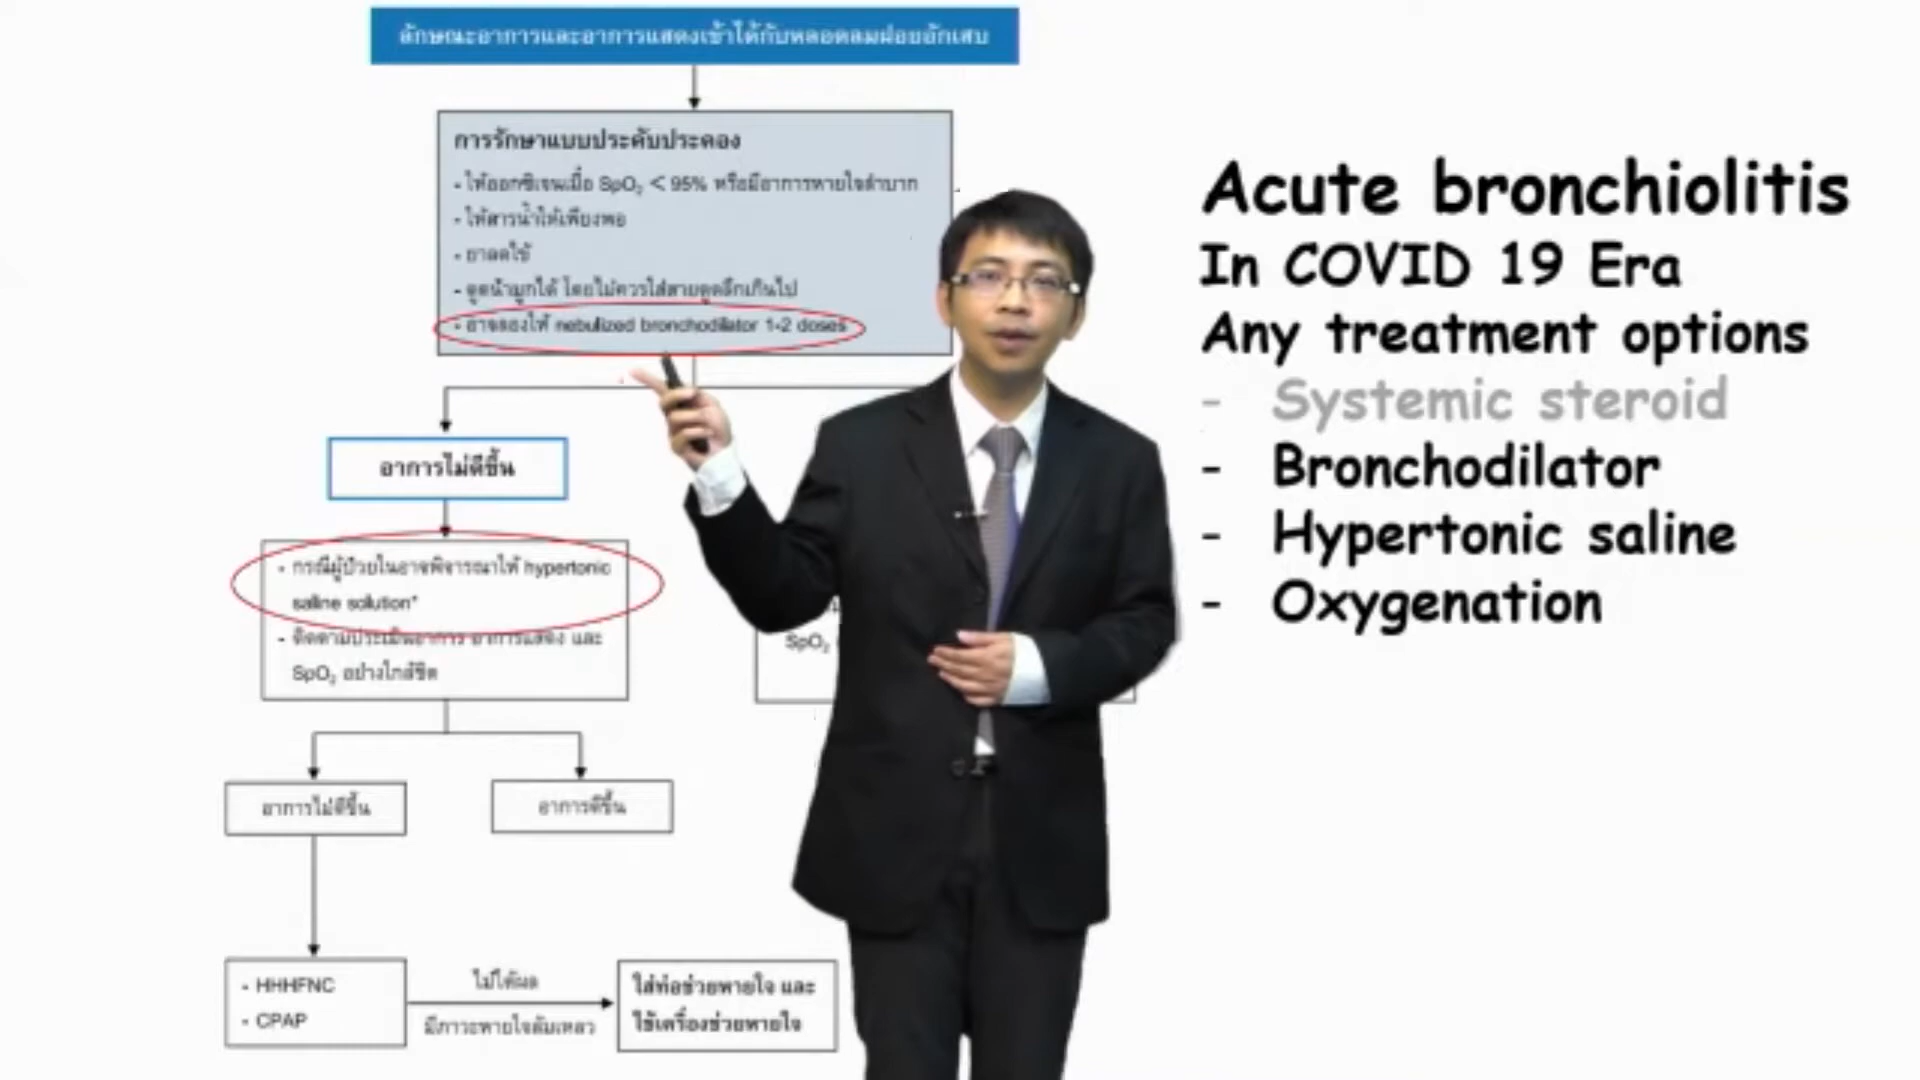 ลักษณะอาการและอาการแสดงเข้าได้กับหลอดลมฝอยอักเสบ
การรักษาแบบประคับประคอง
- ให้ออกซิเจนเมื่อ SpO₂ < 95% หรือมีอาการหายใจลำบาก
- ให้สารน้ำให้เพียงพอ
- ยาลดไข้
- ดูดน้ำมูกได้ โดยไม่ควรใส่สายดูดลึกเกินไป
- อาจลองให้ nebulized bronchodilator 1-2 doses
อาการไม่ดีขึ้น
- กรณีผู้ป่วยในอาจพิจารณาให้ hypertonic
saline solution*
- ติดตามประเมินอาการ อาการแสดง และ
SpO₂ อย่างใกล้ชิด
SpO₂
อาการไม่ดีขึ้น
อาการดีขึ้น
- HHHFNC
- CPAP
ไม่ได้ผล
มีภาวะหายใจล้มเหลว
ใส่ท่อช่วยหายใจ และ
ใช้เครื่องช่วยหายใจ
Acute bronchiolitis
In COVID 19 Era
Any treatment options
- Systemic steroid
- Bronchodilator
- Hypertonic saline
- Oxygenation